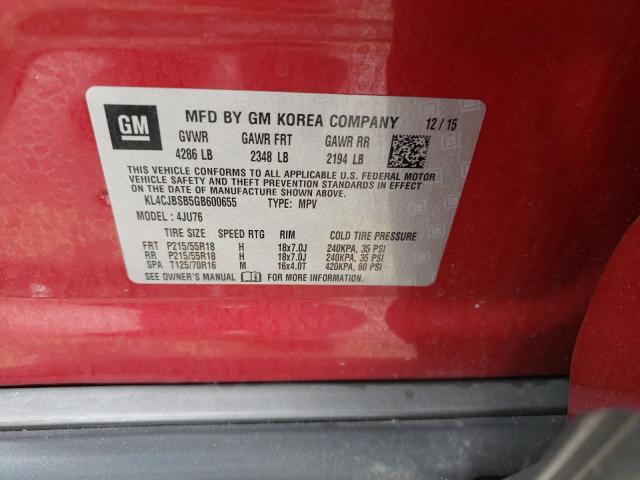 GM
MFD BY GM KOREA COMPANY 12/15
GVWR GAWR FRT GAWR RR
4286 LB 2348 LB 2194 LB
THIS VEHICLE CONFORMS TO ALL APPLICABLE U.S. FEDERAL MOTOR
VEHICLE SAFETY AND THEFT PREVENTION STANDARDS IN EFFECT
ON THE DATE OF MANUFACTURE SHOWN ABOVE.
KL4CJBSB5GB600655 TYPE: MPV
MODEL: 4JU76
TIRE SIZE SPEED RTG RIM COLD TIRE PRESSURE
FRT P215/55R18 H 18x7.0J 240KPA, 35 PSI
RR P215/55R18 H 18x7.0J 240KPA, 35 PSI
SPA T125/70R16 M 16x4.0T 420KPA, 60 PSI
SEE OWNER'S MANUAL FOR MORE INFORMATION.